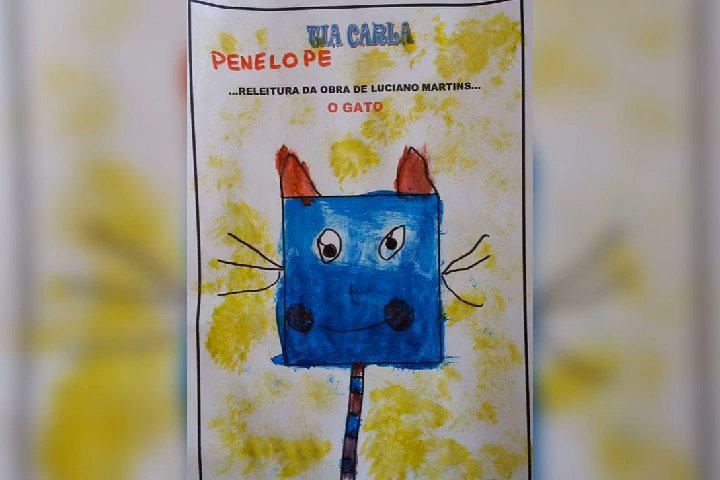 TIA CARLA
PENELOPE
...RELEITURA DA OBRA DE LUCIANO MARTINS...
O GATO